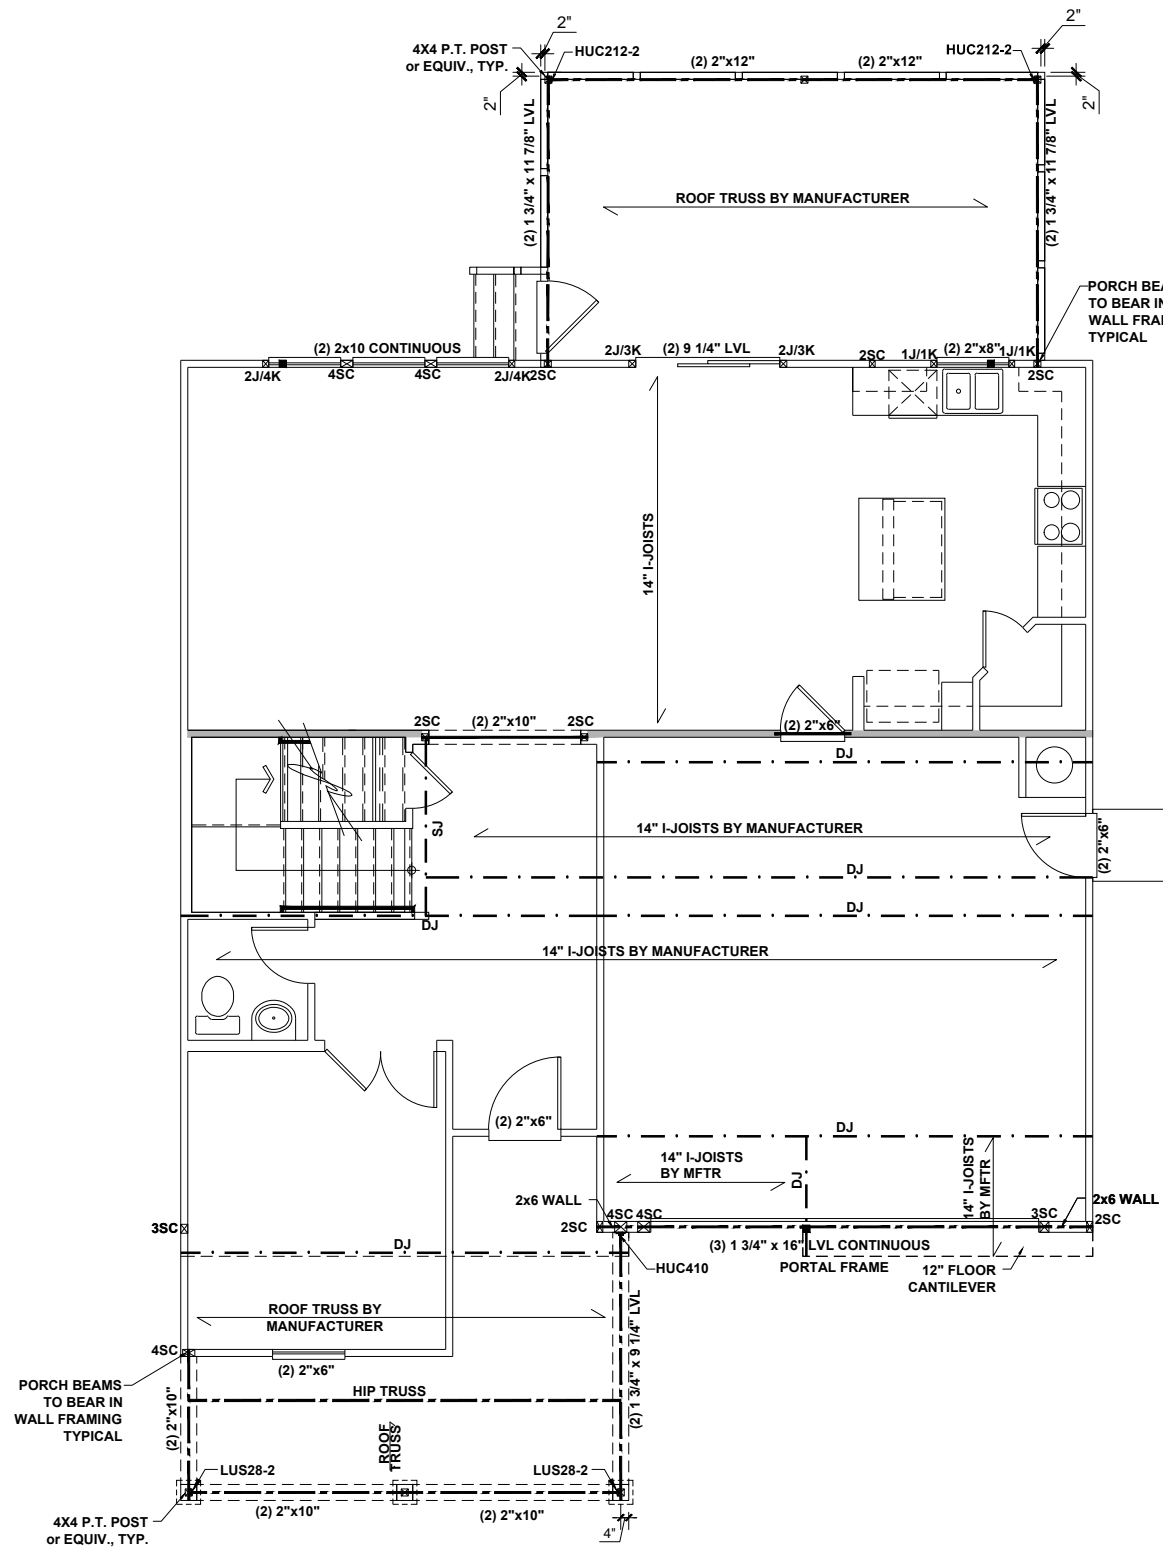 2"
2"
4X4 P.T. POST
or EQUIV., TYP.
HUC212-2
(2) 2"x12"
(2) 2"x12"
HUC212-2
2"
2"
(2) 1 3/4" x 11 7/8" LVL
(2) 1 3/4" x 11 7/8" LVL
ROOF TRUSS BY MANUFACTURER
PORCH BEA
TO BEAR IN
WALL FRA
TYPICAL
(2) 2x10 CONTINUOUS
2J/4K
4SC
4SC
2J/4K
2SC
2J/3K
(2) 9 1/4" LVL
2J/3K
2SC
1J/1K
(2) 2"x8"
1J/1K
2SC
14" I-JOISTS
2SC
(2) 2"x10"
2SC
(2) 2"x6"
DJ
SJ
14" I-JOISTS BY MANUFACTURER
(2) 2"x6"
DJ
DJ
DJ
14" I-JOISTS BY MANUFACTURER
(2) 2"x6"
DJ
14" I-JOISTS
BY MFTR
DJ
14" I-JOISTS
BY MFTR
2x6 WALL
2x6 WALL
3SC
2SC
4SC
4SC
3SC
2SC
DJ
(3) 1 3/4" x 16" LVL CONTINUOUS
PORTAL FRAME
HUC410
12" FLOOR
CANTILEVER
ROOF TRUSS BY
MANUFACTURER
(2) 1 3/4" x 9 1/4" LVL
4SC
(2) 2"x6"
PORCH BEAMS
TO BEAR IN
WALL FRAMING
TYPICAL
(2) 2"x10"
HIP TRUSS
ROOF
TRUSS
LUS28-2
LUS28-2
(2) 2"x10"
(2) 2"x10"
4X4 P.T. POST
or EQUIV., TYP.
4"